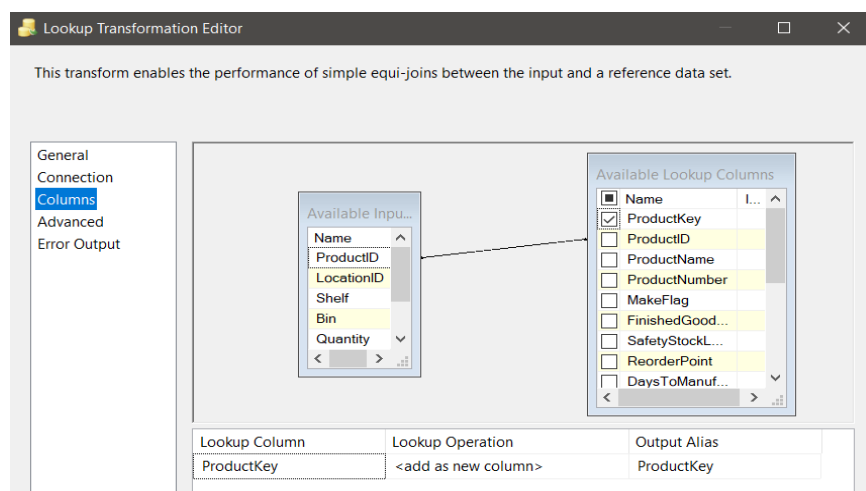 Lookup Transformation Editor
This transform enables the performance of simple equi-joins between the input and a reference data set.
General
Connection
Columns
Advanced
Error Output
Available Inpu...
Name
ProductID
LocationID
Shelf
Bin
Quantity
Available Lookup Columns
Name I...
ProductKey
ProductID
ProductName
ProductNumber
MakeFlag
FinishedGood...
SafetyStockL...
ReorderPoint
DaysToManuf...
Lookup Column Lookup Operation Output Alias
ProductKey <add as new column> ProductKey